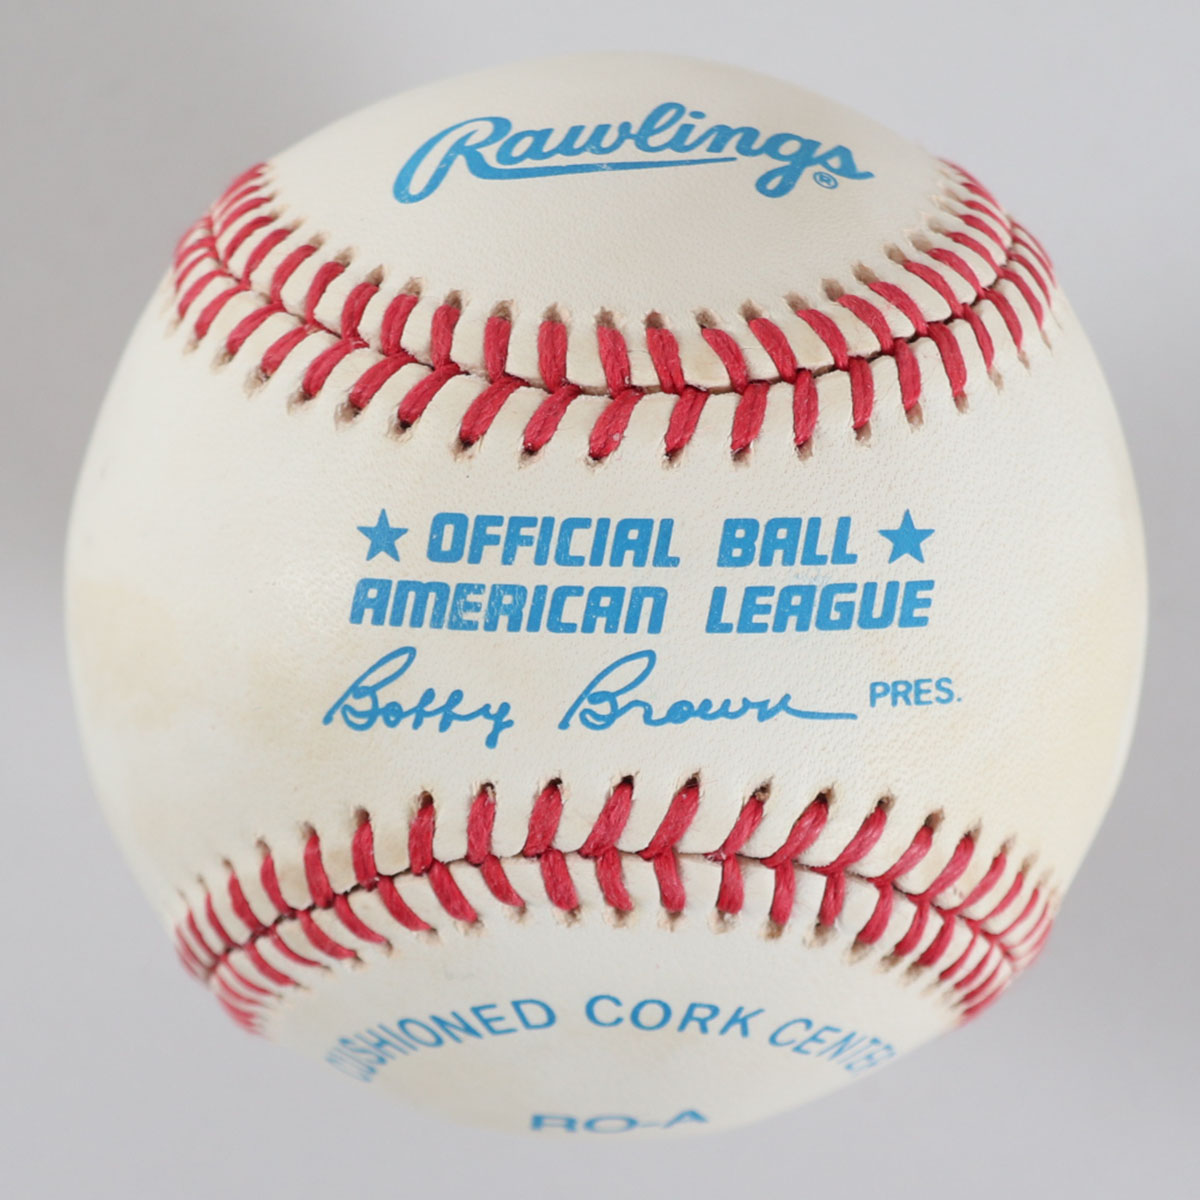 Rawlings®
★ OFFICIAL BALL ★
AMERICAN LEAGUE
Bobby Brown PRES.
CUSHIONED CORK CENTER
RO-A